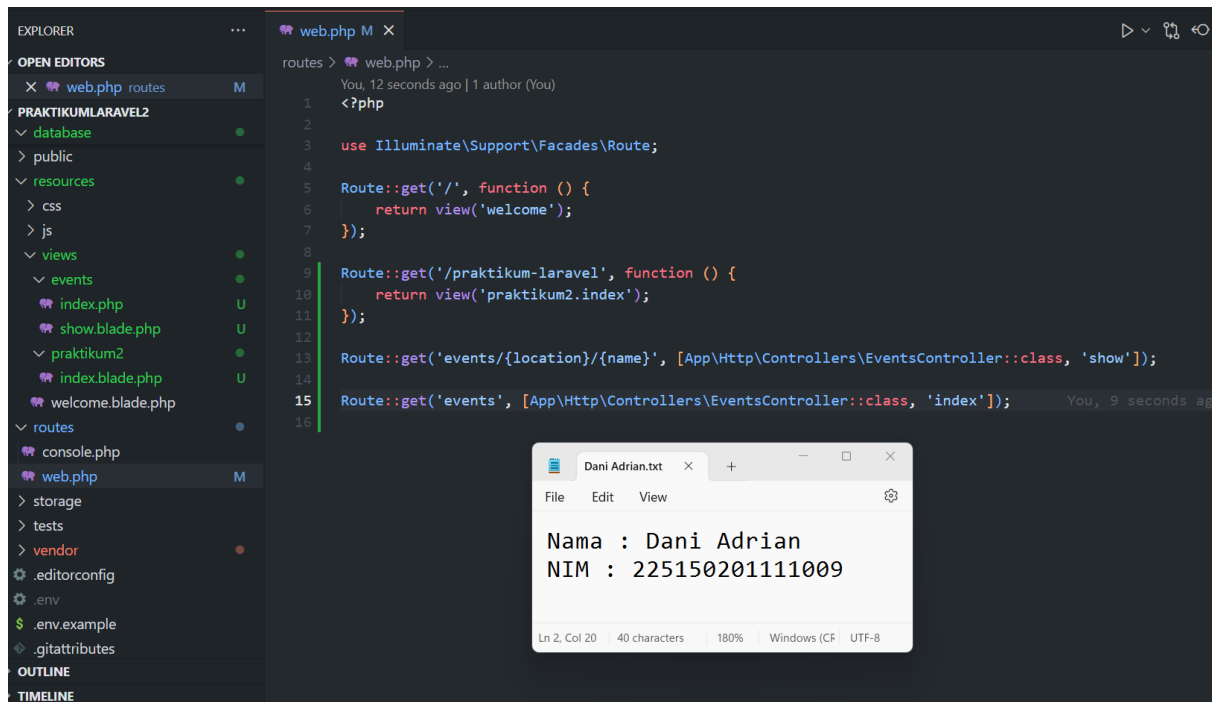 EXPLORER ···
OPEN EDITORS
web.php routes M
PRAKTIKUMLARAVEL2
database
public
resources
css
js
views
events
index.php U
show.blade.php U
praktikum2
index.blade.php U
welcome.blade.php
routes
console.php
web.php M
storage
tests
vendor
.editorconfig
.env
$ .env.example
.gitattributes
OUTLINE
TIMELINE
web.php M
routes > web.php > ...
You, 12 seconds ago | 1 author (You)
1 <?php
2
3 use Illuminate\Support\Facades\Route;
4
5 Route::get('/', function () {
6 return view('welcome');
7 });
8
9 Route::get('/praktikum-laravel', function () {
10 return view('praktikum2.index');
11 });
12
13 Route::get('events/{location}/{name}', [App\Http\Controllers\EventsController::class, 'show']);
14
15 Route::get('events', [App\Http\Controllers\EventsController::class, 'index']); You, 9 seconds ag
16
Dani Adrian.txt
File Edit View
Nama : Dani Adrian
NIM : 225150201111009
Ln 2, Col 20 40 characters 180% Windows (CR UTF-8